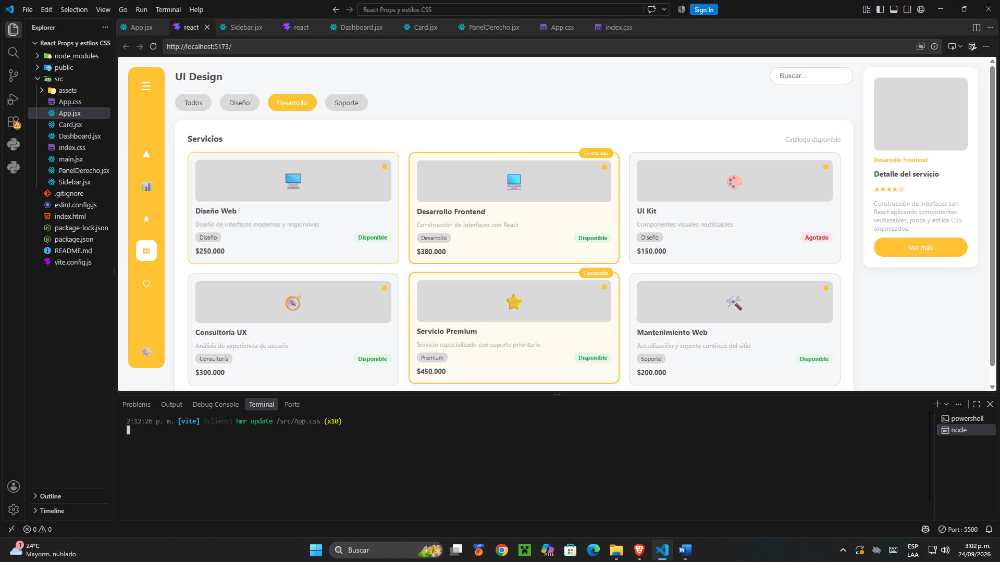 File Edit Selection View Go Run Terminal Help
React Props y estilos CSS
Sign In
Explorer
App.jsx
react
Sidebar.jsx
react
Dashboard.jsx
Card.jsx
PanelDerecho.jsx
App.css
index.css
http://localhost:5173/
React Props y estilos CSS
node_modules
public
src
assets
App.css
App.jsx
Card.jsx
Dashboard.jsx
index.css
main.jsx
PanelDerecho.jsx
Sidebar.jsx
.gitignore
eslint.config.js
index.html
package-lock.json
package.json
README.md
vite.config.js
Outline
Timeline
UI Design
Buscar...
Todos
Diseño
Desarrollo
Soporte
Servicios
Catálogo disponible
Diseño Web
Diseño de interfaces modernas y responsivas
Diseño
Disponible
$250.000
Destacado
Desarrollo Frontend
Construcción de interfaces con React
Desarrollo
Disponible
$380.000
UI Kit
Componentes visuales reutilizables
Diseño
Agotado
$150.000
Consultoría UX
Análisis de experiencia de usuario
Consultoría
Disponible
$300.000
Destacado
Servicio Premium
Servicio especializado con soporte prioritario
Premium
Disponible
$450.000
Mantenimiento Web
Actualización y soporte continuo del sitio
Soporte
Disponible
$200.000
Desarrollo Frontend
Detalle del servicio
★★★★☆
Construcción de interfaces con
React aplicando componentes
reutilizables, props y estilos CSS
organizados.
Ver más
Problems
Output
Debug Console
Terminal
Ports
2:12:26 p. m. [vite] (client) hmr update /src/App.css (x10)
powershell
node
0 0
Port : 5500
1
24°C
Mayorm. nublado
Buscar
M365
ESP
LAA
3:02 p.m.
24/09/2026